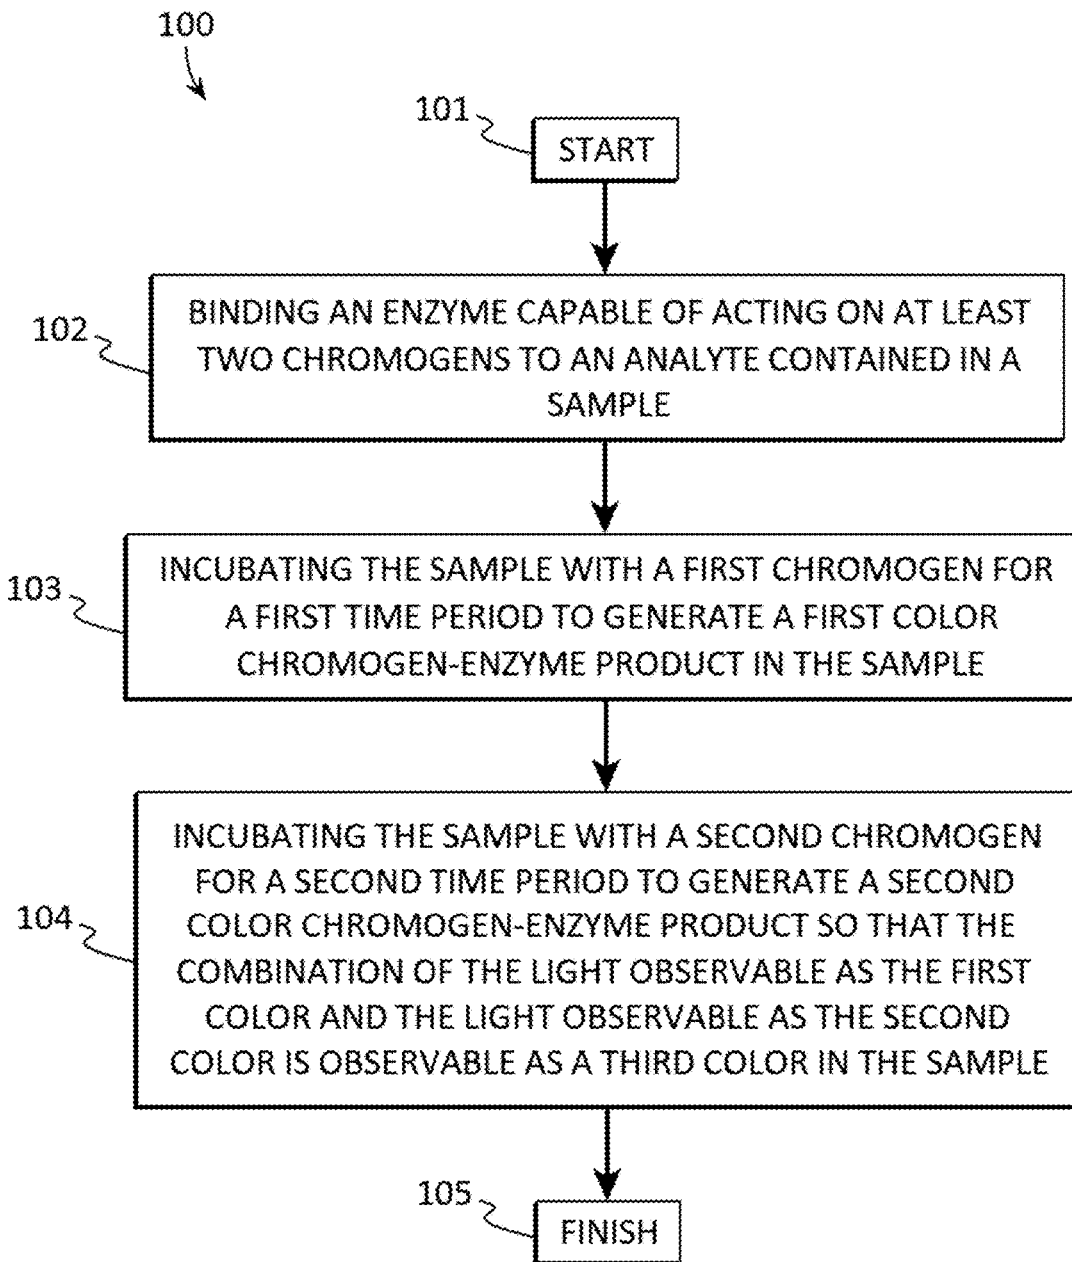 100
101
START
102
BINDING AN ENZYME CAPABLE OF ACTING ON AT LEAST
TWO CHROMOGENS TO AN ANALYTE CONTAINED IN A
SAMPLE
103
INCUBATING THE SAMPLE WITH A FIRST CHROMOGEN FOR
A FIRST TIME PERIOD TO GENERATE A FIRST COLOR
CHROMOGEN-ENZYME PRODUCT IN THE SAMPLE
104
INCUBATING THE SAMPLE WITH A SECOND CHROMOGEN
FOR A SECOND TIME PERIOD TO GENERATE A SECOND
COLOR CHROMOGEN-ENZYME PRODUCT SO THAT THE
COMBINATION OF THE LIGHT OBSERVABLE AS THE FIRST
COLOR AND THE LIGHT OBSERVABLE AS THE SECOND
COLOR IS OBSERVABLE AS A THIRD COLOR IN THE SAMPLE
105
FINISH